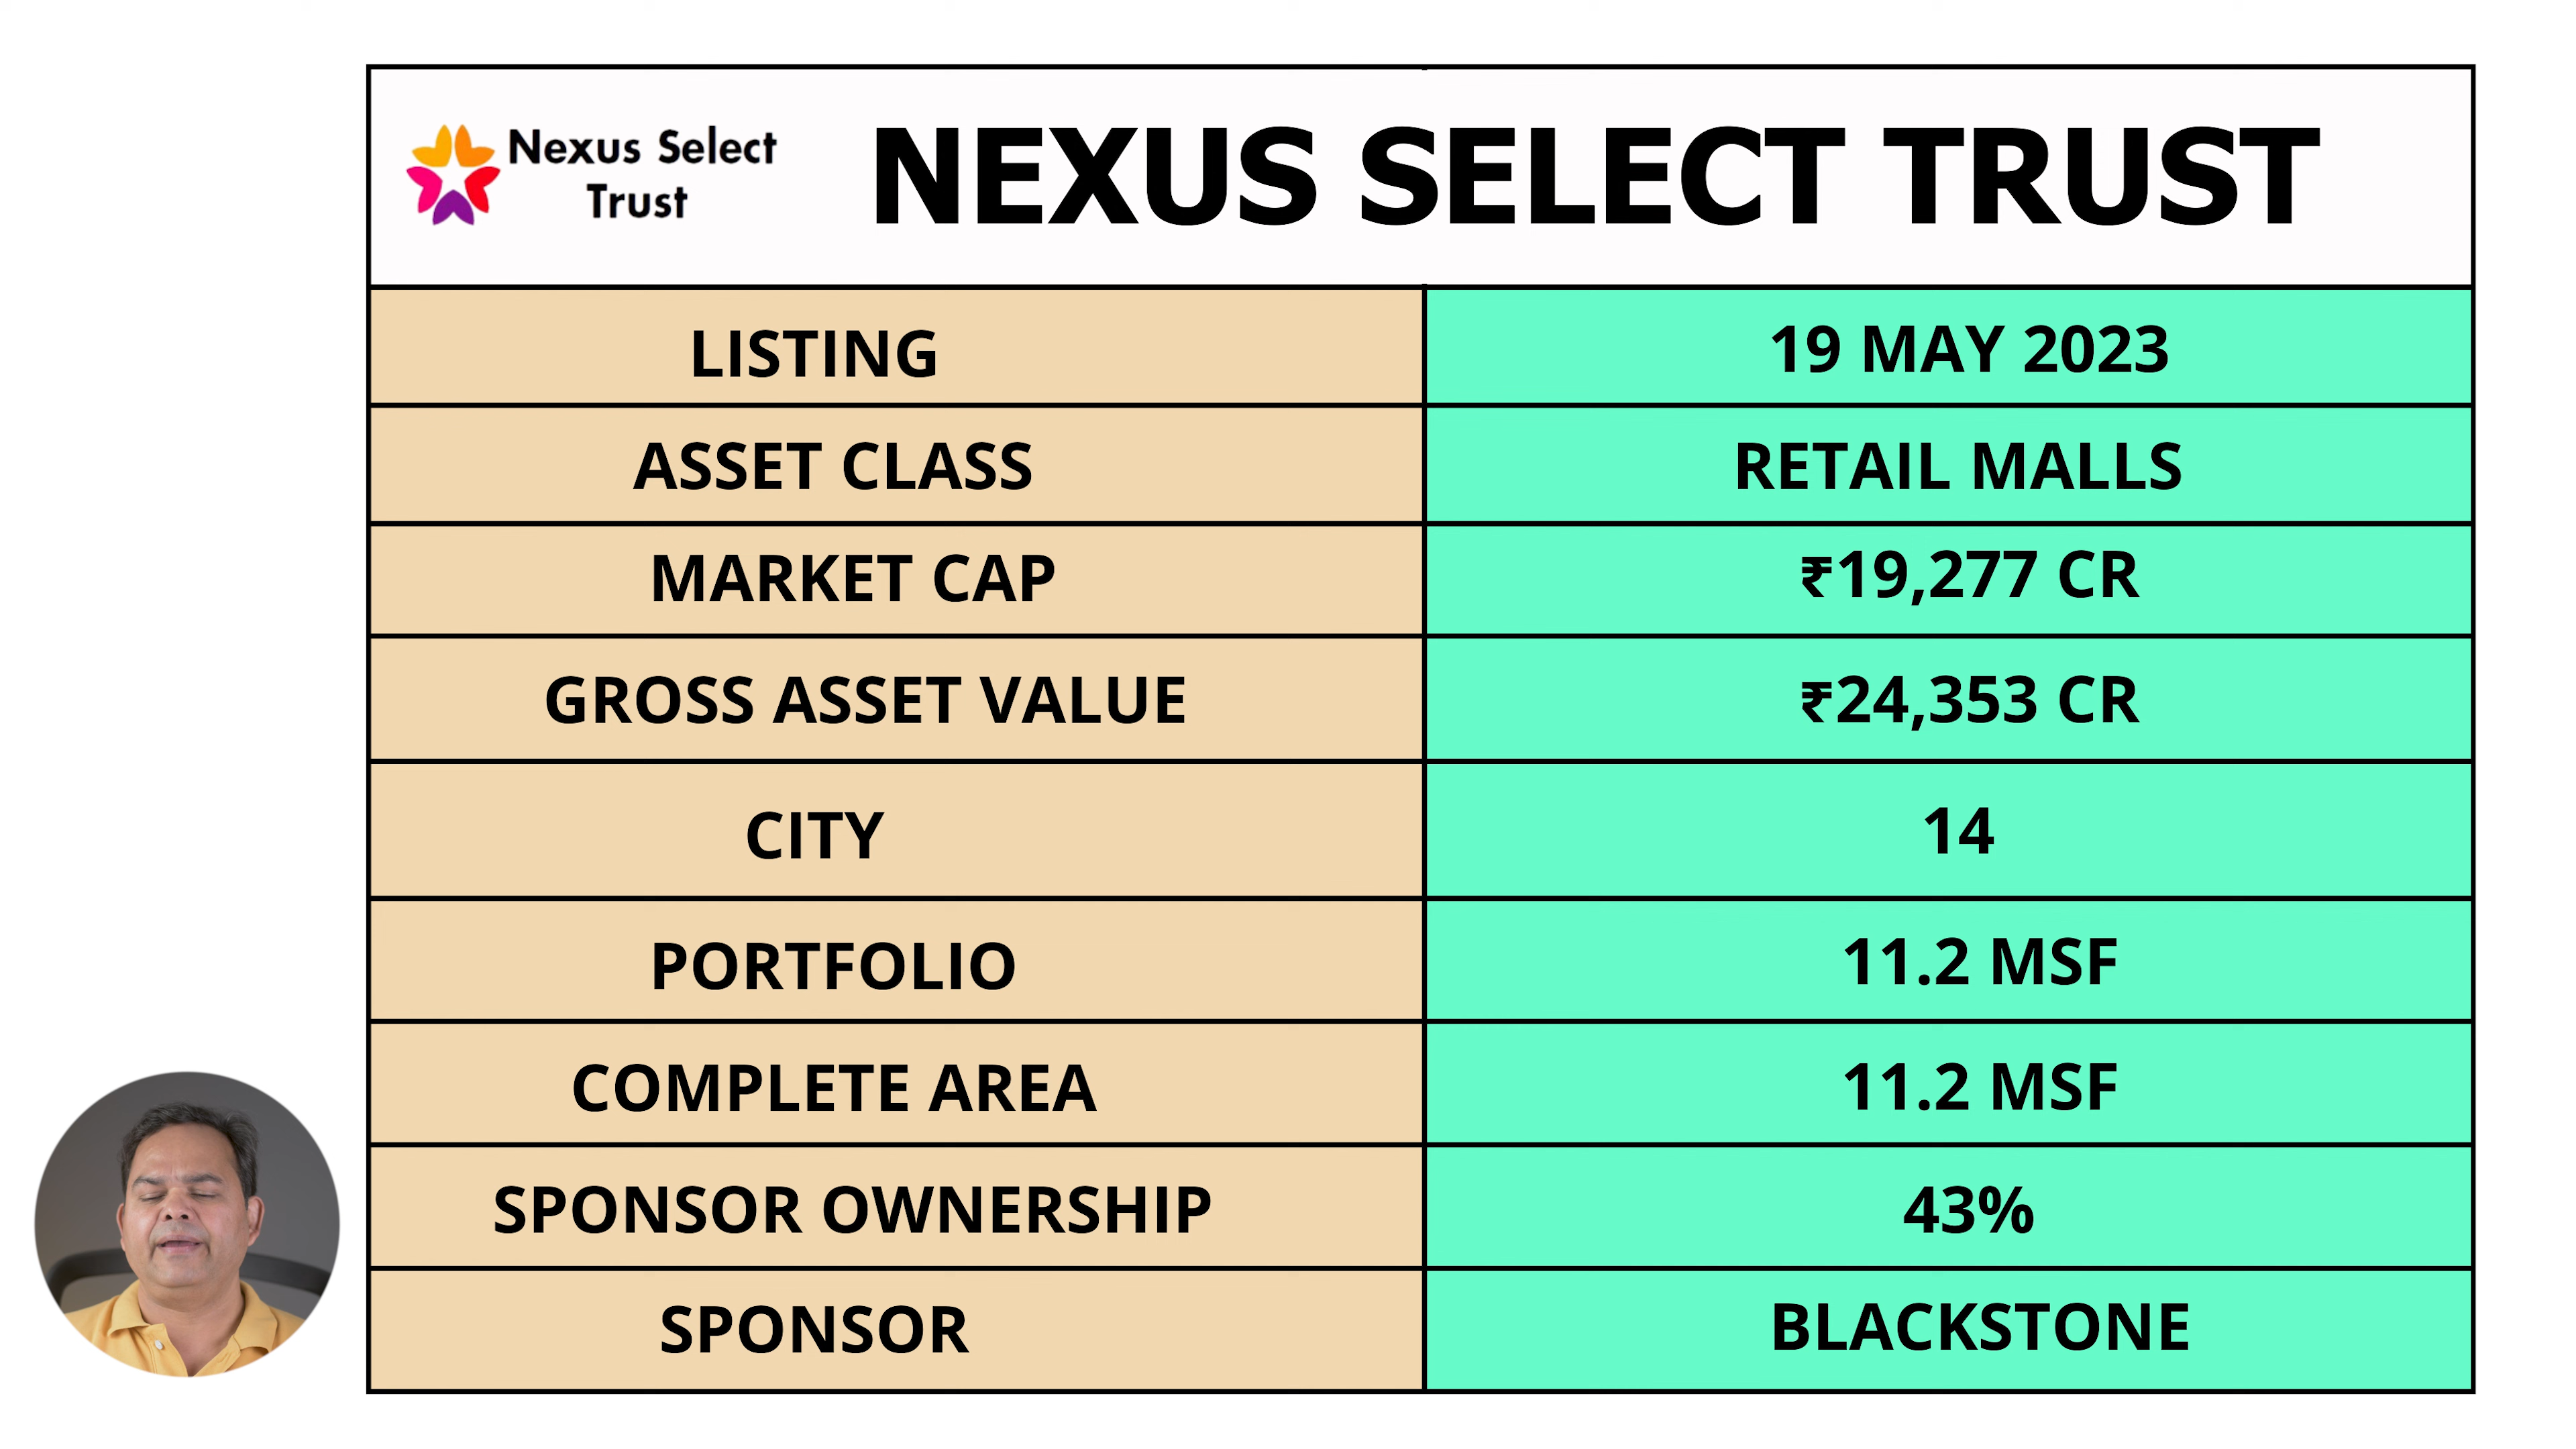 Nexus Select
Trust
NEXUS SELECT TRUST
LISTING
19 MAY 2023
ASSET CLASS
RETAIL MALLS
MARKET CAP
₹19,277 CR
GROSS ASSET VALUE
₹24,353 CR
CITY
14
PORTFOLIO
11.2 MSF
COMPLETE AREA
11.2 MSF
SPONSOR OWNERSHIP
43%
SPONSOR
BLACKSTONE